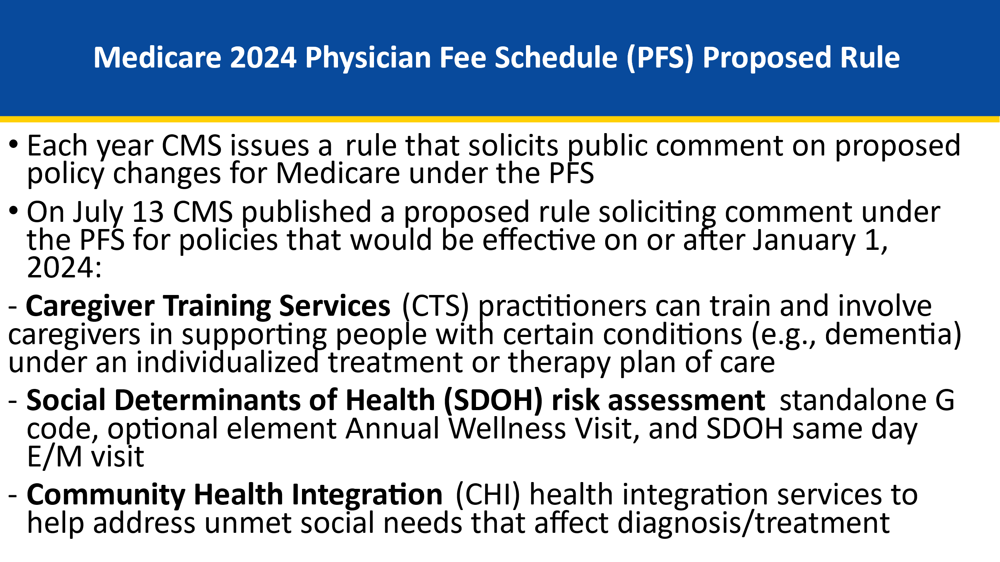 Medicare 2024 Physician Fee Schedule (PFS) Proposed Rule
• Each year CMS issues a  rule that solicits public comment on proposed
policy changes for Medicare under the PFS
• On July 13 CMS published a proposed rule soliciting comment under
the PFS for policies that would be effective on or after January 1,
2024:
- Caregiver Training Services (CTS) practitioners can train and involve
caregivers in supporting people with certain conditions (e.g., dementia)
under an individualized treatment or therapy plan of care
- Social Determinants of Health (SDOH) risk assessment  standalone G
code, optional element Annual Wellness Visit, and SDOH same day
E/M visit
- Community Health Integration (CHI) health integration services to
help address unmet social needs that affect diagnosis/treatment